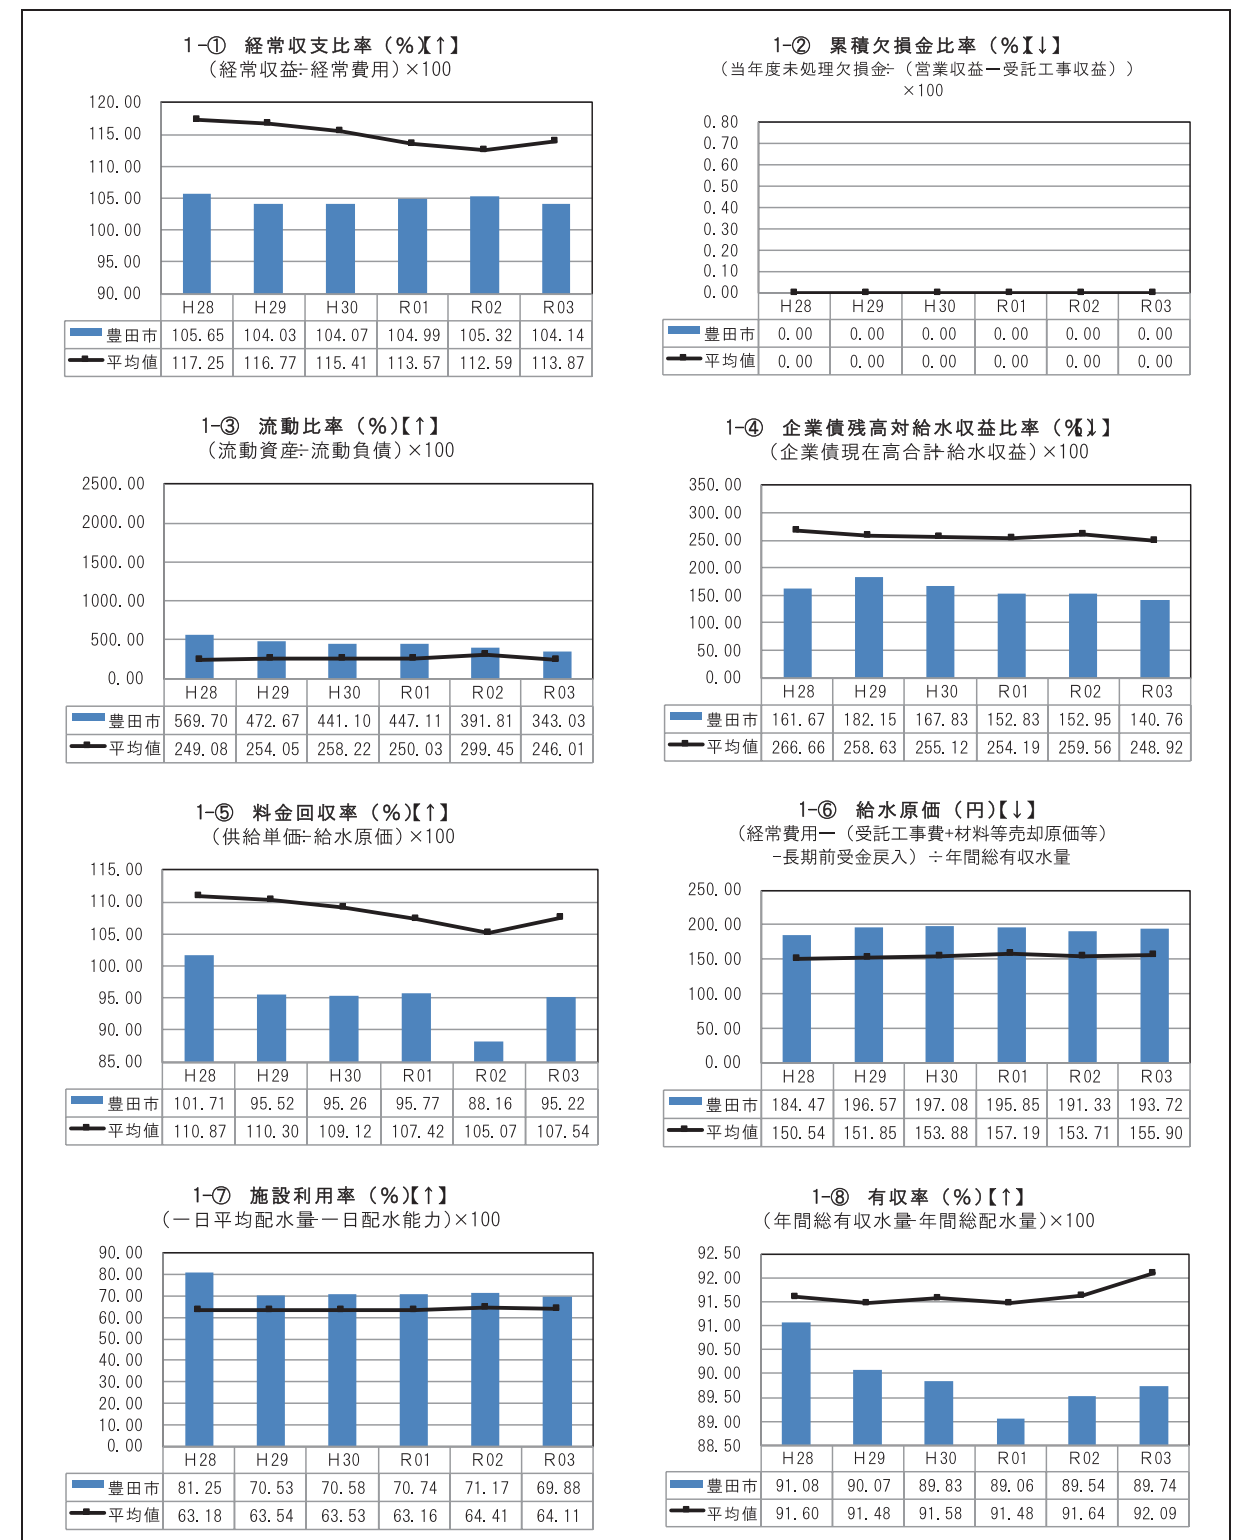 1-① 経常収支比率（%）【↑】
（経常収益÷経常費用）×100
120.00
115.00
110.00
105.00
100.00
95.00
90.00
H28 H29 H30 R01 R02 R03
豊田市 105.65 104.03 104.07 104.99 105.32 104.14
平均値 117.25 116.77 115.41 113.57 112.59 113.87
1-② 累積欠損金比率（%）【↓】
（当年度未処理欠損金÷（営業収益ー受託工事収益））
×100
0.80
0.70
0.60
0.50
0.40
0.30
0.20
0.10
0.00
H28 H29 H30 R01 R02 R03
豊田市 0.00 0.00 0.00 0.00 0.00 0.00
平均値 0.00 0.00 0.00 0.00 0.00 0.00
1-③ 流動比率（%）【↑】
（流動資産÷流動負債）×100
2500.00
2000.00
1500.00
1000.00
500.00
0.00
H28 H29 H30 R01 R02 R03
豊田市 569.70 472.67 441.10 447.11 391.81 343.03
平均値 249.08 254.05 258.22 250.03 299.45 246.01
1-④ 企業債残高対給水収益比率（%）【↓】
（企業債現在高合計÷給水収益）×100
350.00
300.00
250.00
200.00
150.00
100.00
50.00
0.00
H28 H29 H30 R01 R02 R03
豊田市 161.67 182.15 167.83 152.83 152.95 140.76
平均値 266.66 258.63 255.12 254.19 259.56 248.92
1-⑤ 料金回収率（%）【↑】
（供給単価÷給水原価）×100
115.00
110.00
105.00
100.00
95.00
90.00
85.00
H28 H29 H30 R01 R02 R03
豊田市 101.71 95.52 95.26 95.77 88.16 95.22
平均値 110.87 110.30 109.12 107.42 105.07 107.54
1-⑥ 給水原価（円）【↓】
（経常費用ー（受託工事費+材料等売却原価等）
-長期前受金戻入）÷年間総有収水量
250.00
200.00
150.00
100.00
50.00
0.00
H28 H29 H30 R01 R02 R03
豊田市 184.47 196.57 197.08 195.85 191.33 193.72
平均値 150.54 151.85 153.88 157.19 153.71 155.90
1-⑦ 施設利用率（%）【↑】
（一日平均配水量÷一日配水能力）×100
90.00
80.00
70.00
60.00
50.00
40.00
30.00
20.00
10.00
0.00
H28 H29 H30 R01 R02 R03
豊田市 81.25 70.53 70.58 70.74 71.17 69.88
平均値 63.18 63.54 63.53 63.16 64.41 64.11
1-⑧ 有収率（%）【↑】
（年間総有収水量÷年間総配水量）×100
92.50
92.00
91.50
91.00
90.50
90.00
89.50
89.00
88.50
H28 H29 H30 R01 R02 R03
豊田市 91.08 90.07 89.83 89.06 89.54 89.74
平均値 91.60 91.48 91.58 91.48 91.64 92.09